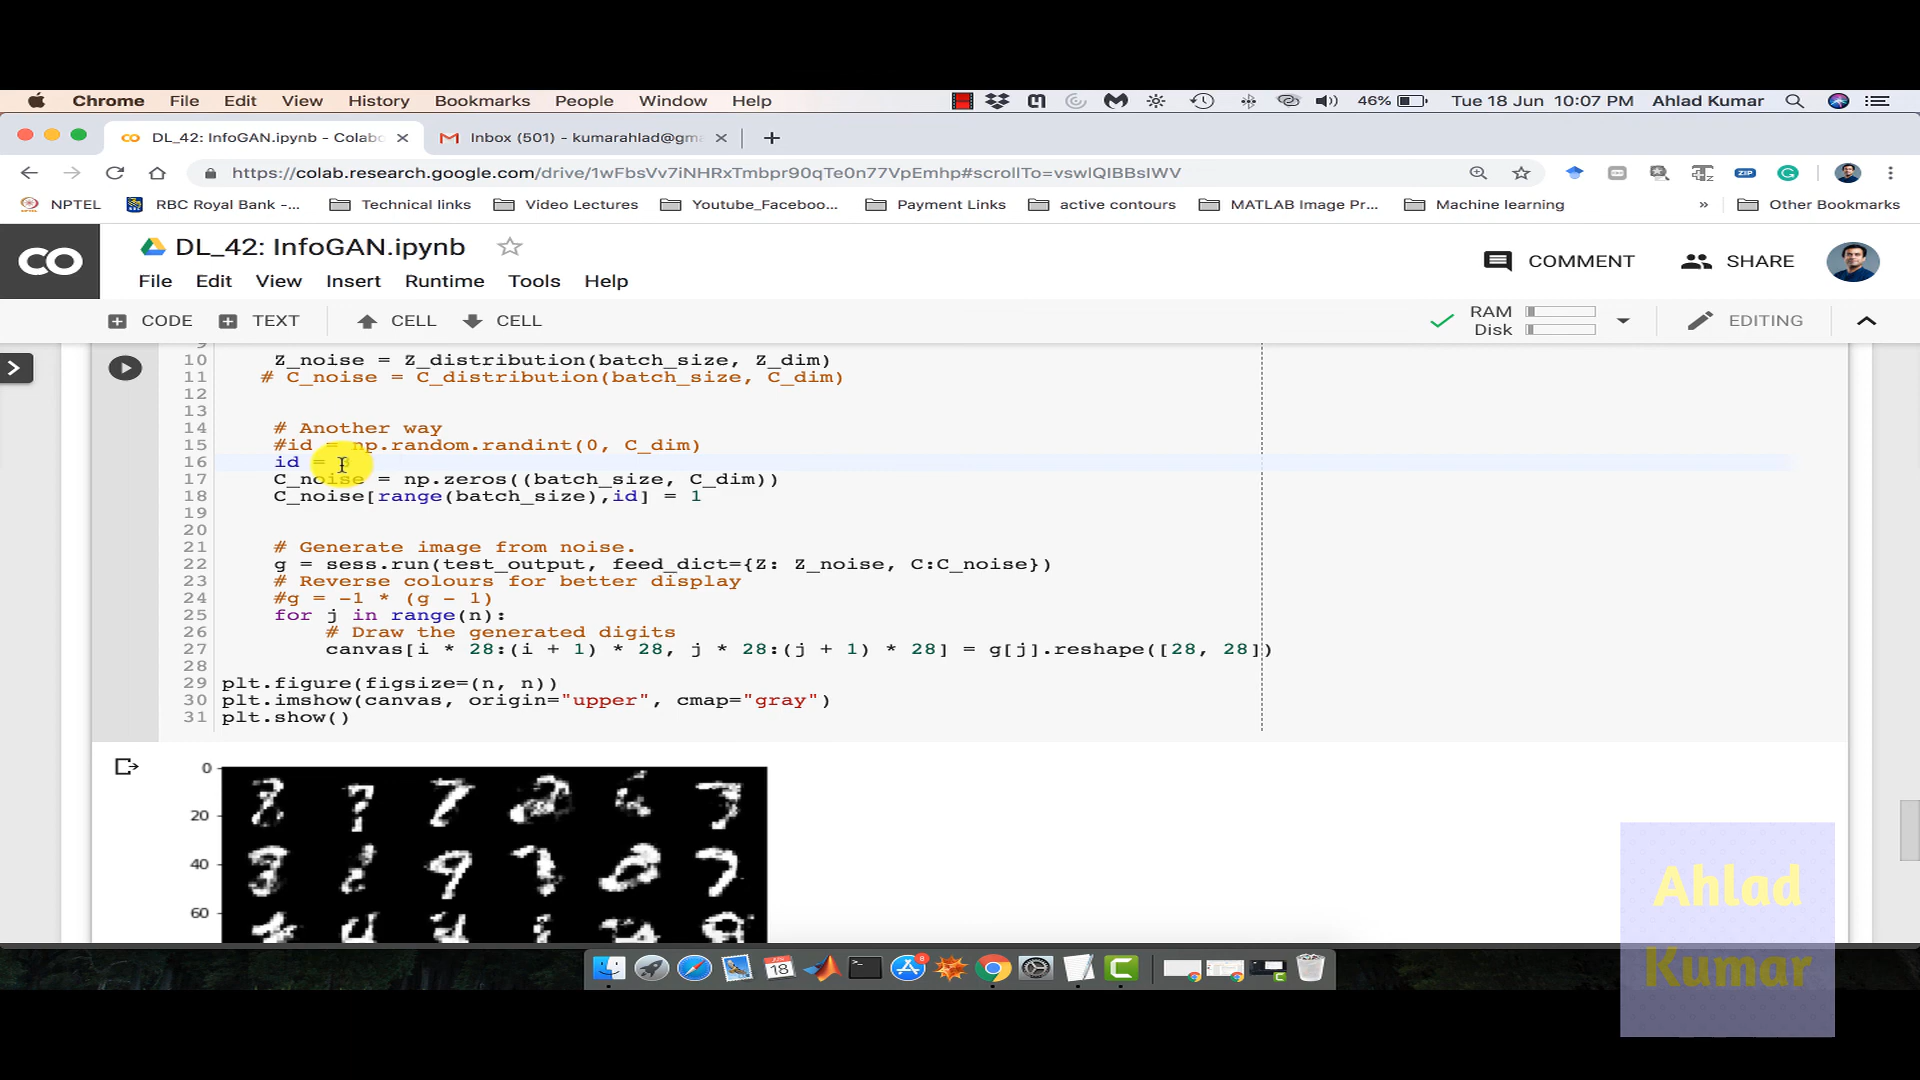 Chrome File Edit View History Bookmarks People Window Help 46% Tue 18 Jun 10:07 PM Ahlad Kumar
DL_42: InfoGAN.ipynb - Colabo Inbox (501) - kumarahlad@gm
https://colab.research.google.com/drive/1wFbsVv7iNHRxTmbpr90qTe0n77VpEmhp#scrollTo=vswlQIBBsIWV
NPTEL RBC Royal Bank -... Technical links Video Lectures Youtube_Faceboo... Payment Links active contours MATLAB Image Pr... Machine learning » Other Bookmarks
CO DL_42: InfoGAN.ipynb
COMMENT SHARE
File Edit View Insert Runtime Tools Help
CODE TEXT CELL CELL RAM Disk EDITING
9
10 Z_noise = Z_distribution(batch_size, Z_dim)
11 # C_noise = C_distribution(batch_size, C_dim)
12
13
14 # Another way
15 #id = np.random.randint(0, C_dim)
16 id =
17 C_noise = np.zeros((batch_size, C_dim))
18 C_noise[range(batch_size),id] = 1
19
20
21 # Generate image from noise.
22 g = sess.run(test_output, feed_dict={Z: Z_noise, C:C_noise})
23 # Reverse colours for better display
24 #g = -1 * (g - 1)
25 for j in range(n):
26 # Draw the generated digits
27 canvas[i * 28:(i + 1) * 28, j * 28:(j + 1) * 28] = g[j].reshape([28, 28])
28
29 plt.figure(figsize=(n, n))
30 plt.imshow(canvas, origin="upper", cmap="gray")
31 plt.show()
0
20
40
60
ZIP
18
8
Ahlad
Kumar